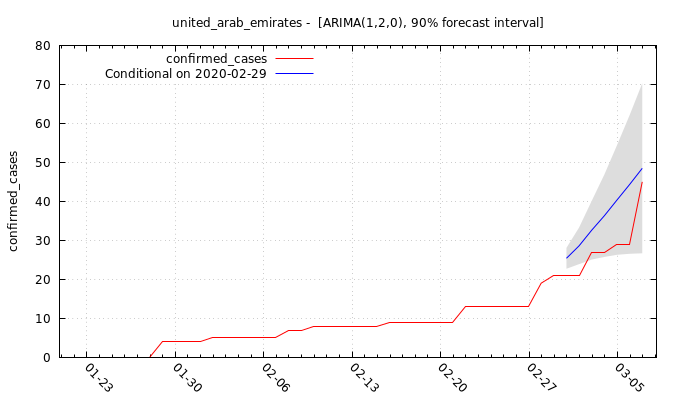 united_arab_emirates -  [ARIMA(1,2,0), 90% forecast interval]
confirmed_cases
Conditional on 2020-02-29
confirmed_cases
80
70
60
50
40
30
20
10
0
01-23 01-30 02-06 02-13 02-20 02-27 03-05